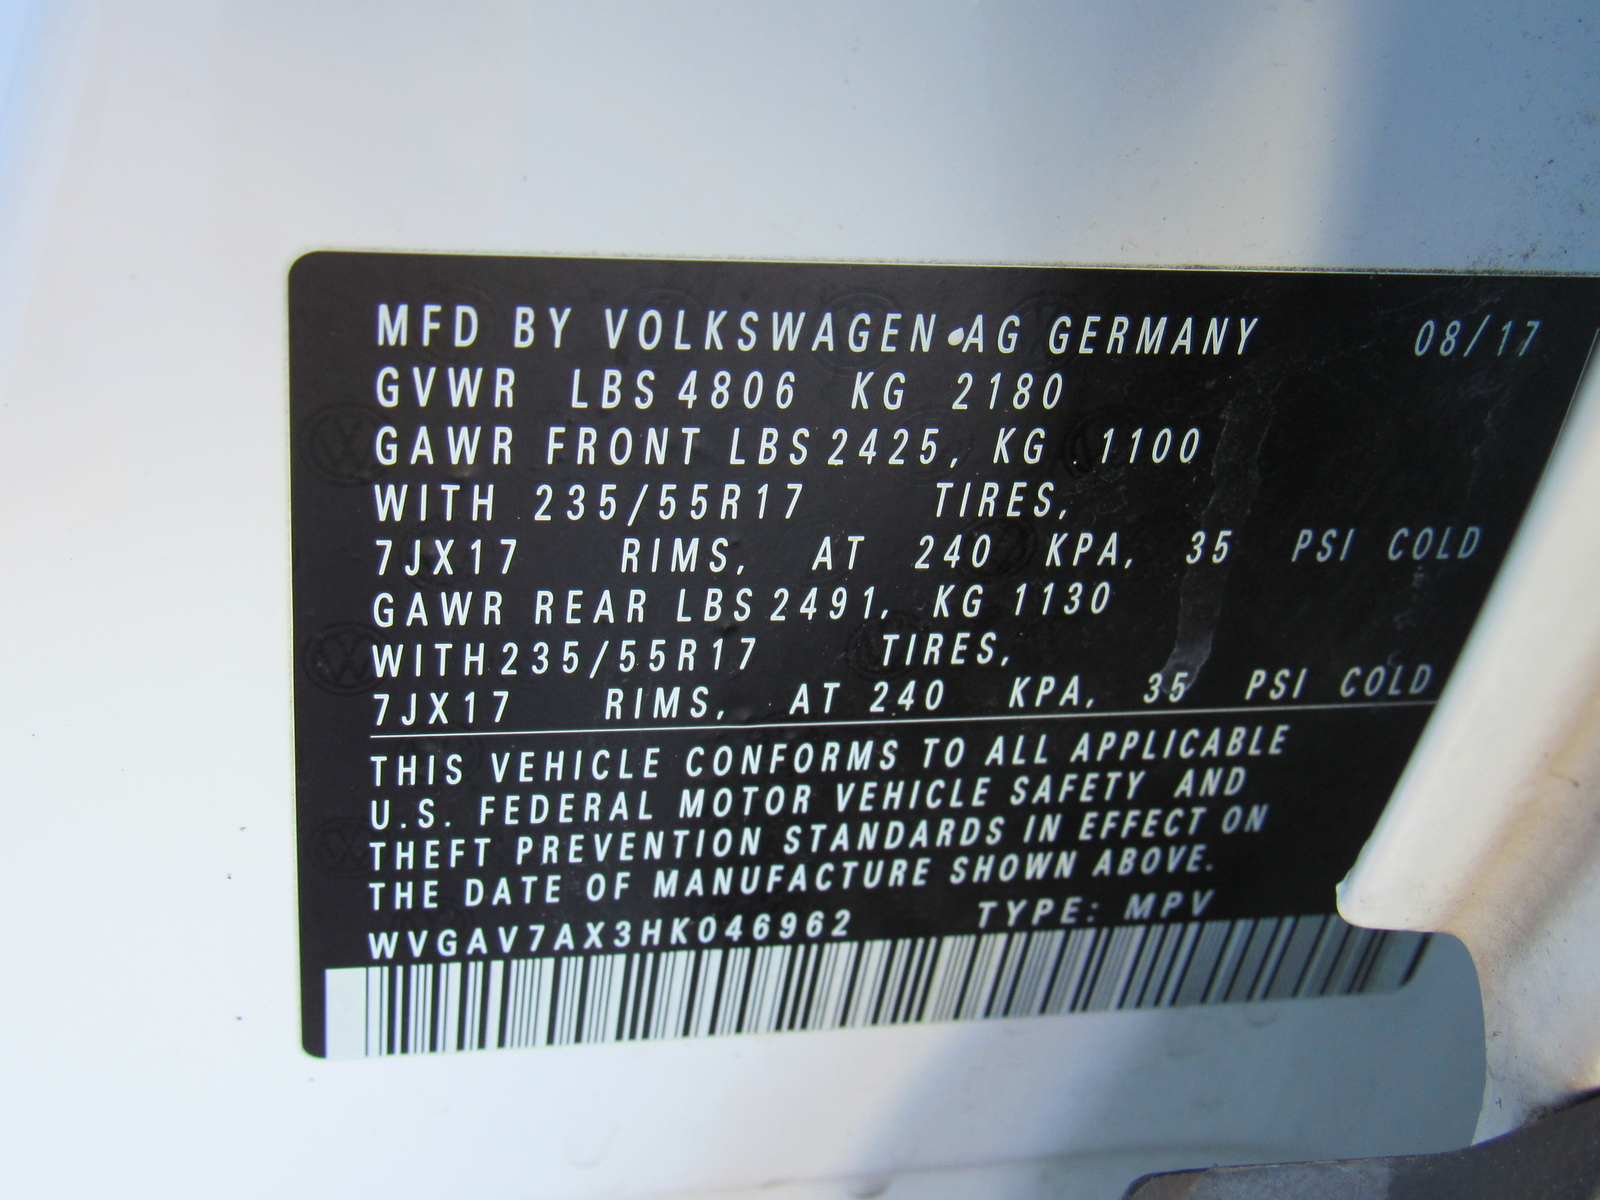 MFD BY VOLKSWAGEN•AG GERMANY 08/17
GVWR LBS 4806 KG 2180
GAWR FRONT LBS 2425, KG 1100
WITH 235/55R17 TIRES,
7JX17 RIMS, AT 240 KPA, 35 PSI COLD
GAWR REAR LBS 2491, KG 1130
WITH 235/55R17 TIRES,
7JX17 RIMS, AT 240 KPA, 35 PSI COLD
THIS VEHICLE CONFORMS TO ALL APPLICABLE
U.S. FEDERAL MOTOR VEHICLE SAFETY AND
THEFT PREVENTION STANDARDS IN EFFECT ON
THE DATE OF MANUFACTURE SHOWN ABOVE.
WVGAV7AX3HK046962 TYPE: MPV